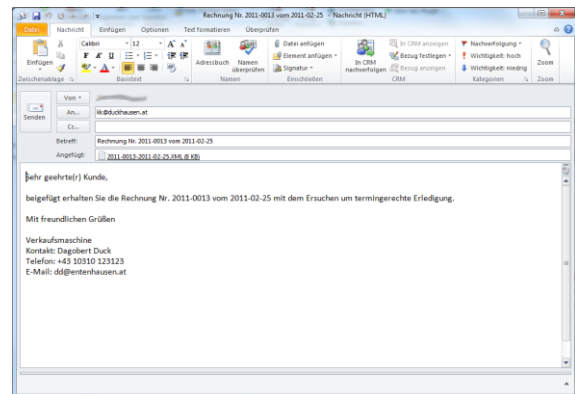 Rechnung Nr. 2011-0013 vom 2011-02-25 - Nachricht (HTML)
Datei Nachricht Einfügen Optionen Text formatieren Überprüfen
Einfügen
Zwischenablage
Calibri 12
F K U
Basistext
Adressbuch Namen überprüfen
Namen
Datei anfügen
Element anfügen
Signatur
Einschließen
In CRM nachverfolgen
In CRM anzeigen
Bezug festlegen
Bezug anzeigen
CRM
Nachverfolgung
Wichtigkeit: hoch
Wichtigkeit: niedrig
Kategorien
Zoom
Zoom
Senden
Von
An... kk@duckhausen.at
Cc...
Betreff: Rechnung Nr. 2011-0013 vom 2011-02-25
Angefügt: 2011-0013-2011-02-25.XML (6 KB)
Sehr geehrte(r) Kunde,
beigefügt erhalten Sie die Rechnung Nr. 2011-0013 vom 2011-02-25 mit dem Ersuchen um termingerechte Erledigung.
Mit freundlichen Grüßen
Verkaufsmaschine
Kontakt: Dagobert Duck
Telefon: +43 10310 123123
E-Mail: dd@entenhausen.at